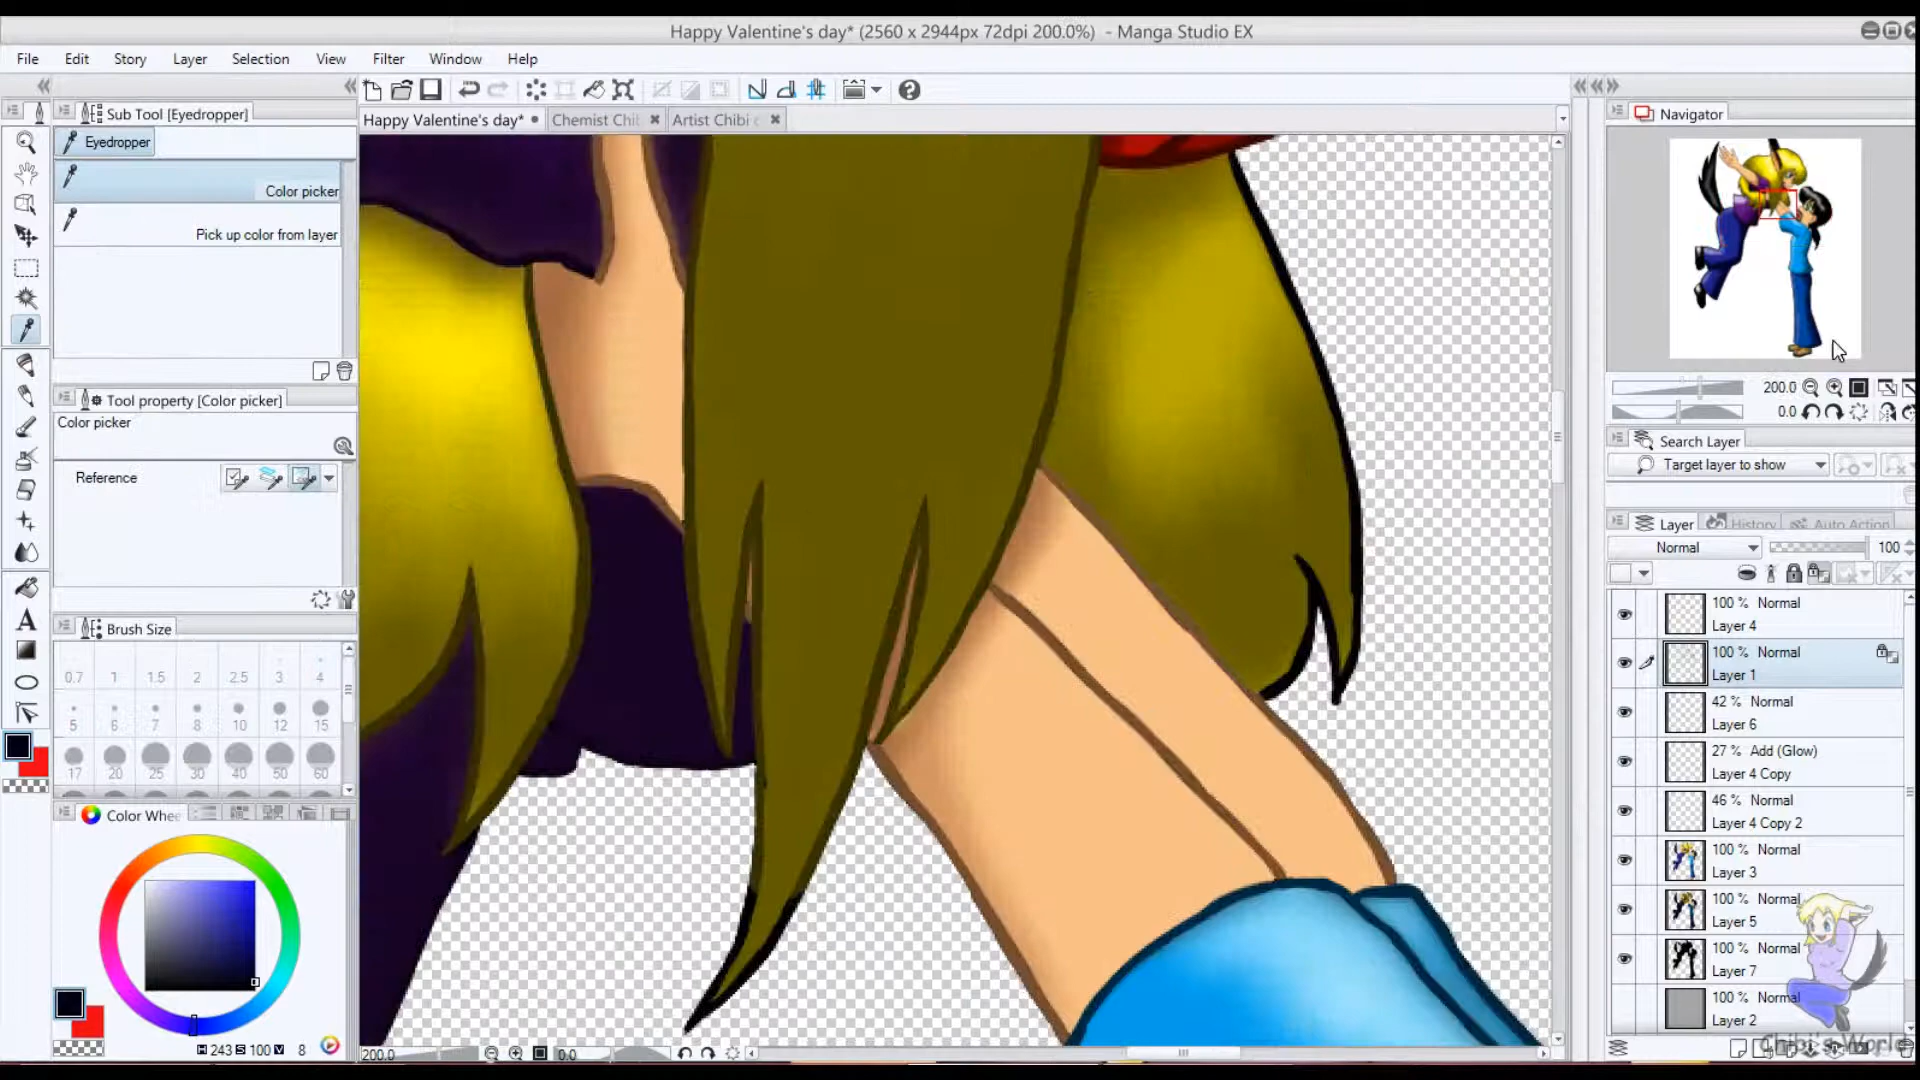 Happy Valentine's day* (2560 x 2944px 72dpi 200.0%) - Manga Studio EX
File Edit Story Layer Selection View Filter Window Help
Sub Tool [Eyedropper]
Happy Valentine's day*
Chemist Chi
Artist Chibi
Navigator
Eyedropper
Color picker
Pick up color from layer
200.0
0.0
Tool property [Color picker]
Color picker
Reference
Search Layer
Target layer to show
Layer History Auto Action
Normal 100
Brush Size
0.7 1 1.5 2 2.5 3 4
5 6 7 8 10 12 15
17 20 25 30 40 50 60
100 % Normal
Layer 4
100 % Normal
Layer 1
42 % Normal
Layer 6
27 % Add (Glow)
Layer 4 Copy
46 % Normal
Layer 4 Copy 2
100 % Normal
Layer 3
100 % Normal
Layer 5
100 % Normal
Layer 7
100 % Normal
Layer 2
Color Whee
H 243 S 100 V 8
200.0
0.0
Chibi's World